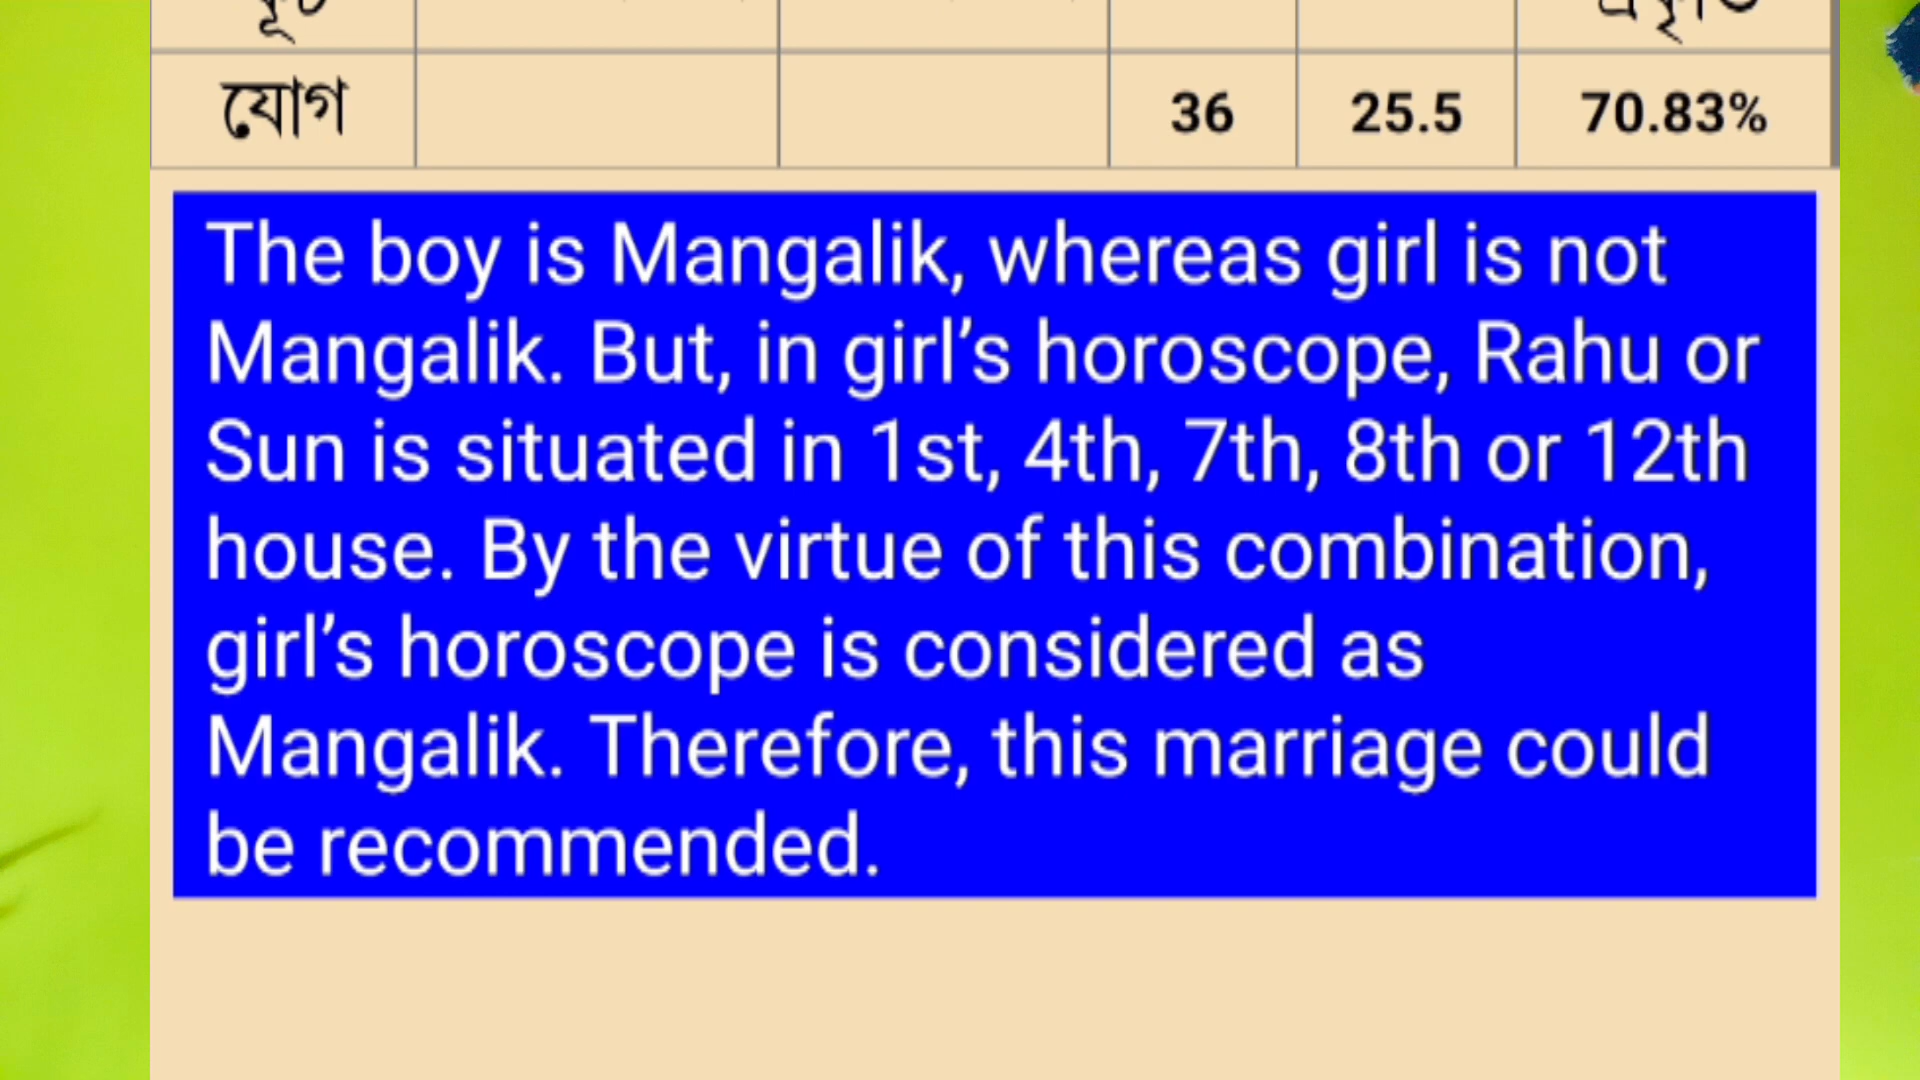 যোগ 36 25.5 70.83%
The boy is Mangalik, whereas girl is not
Mangalik. But, in girl's horoscope, Rahu or
Sun is situated in 1st, 4th, 7th, 8th or 12th
house. By the virtue of this combination,
girl's horoscope is considered as
Mangalik. Therefore, this marriage could
be recommended.